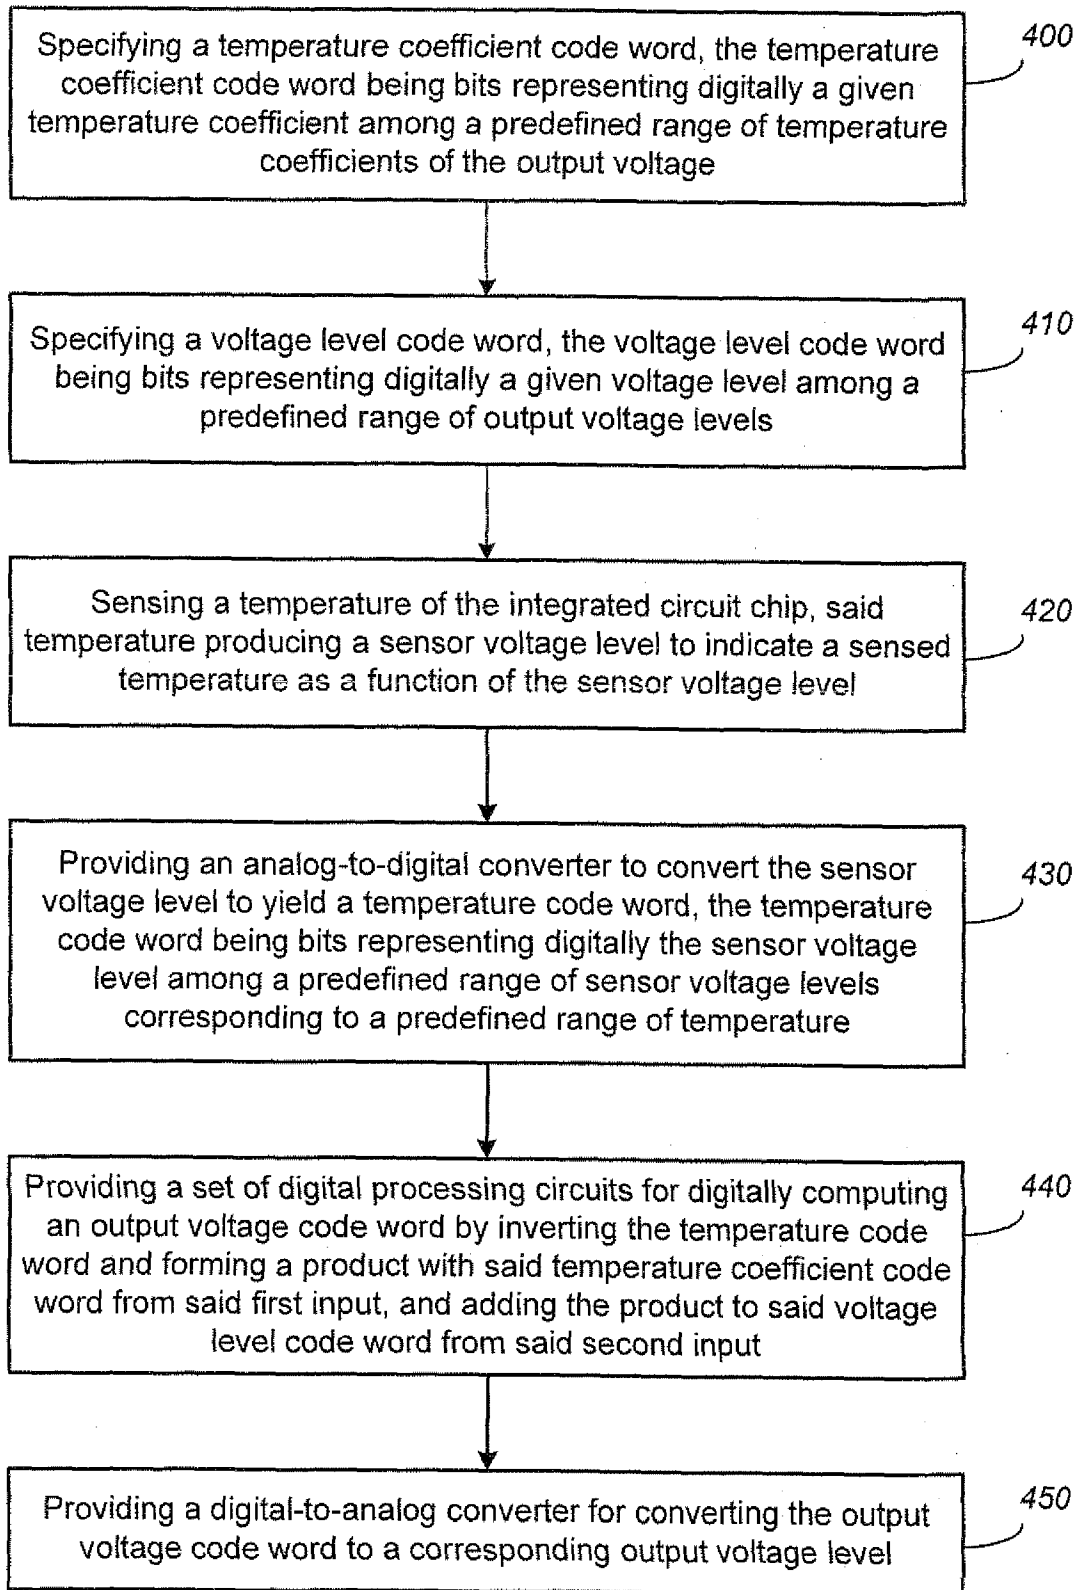 Specifying a temperature coefficient code word, the temperature
coefficient code word being bits representing digitally a given
temperature coefficient among a predefined range of temperature
coefficients of the output voltage
400
Specifying a voltage level code word, the voltage level code word
being bits representing digitally a given voltage level among a
predefined range of output voltage levels
410
Sensing a temperature of the integrated circuit chip, said
temperature producing a sensor voltage level to indicate a sensed
temperature as a function of the sensor voltage level
420
Providing an analog-to-digital converter to convert the sensor
voltage level to yield a temperature code word, the temperature
code word being bits representing digitally the sensor voltage
level among a predefined range of sensor voltage levels
corresponding to a predefined range of temperature
430
Providing a set of digital processing circuits for digitally computing
an output voltage code word by inverting the temperature code
word and forming a product with said temperature coefficient code
word from said first input, and adding the product to said voltage
level code word from said second input
440
Providing a digital-to-analog converter for converting the output
voltage code word to a corresponding output voltage level
450